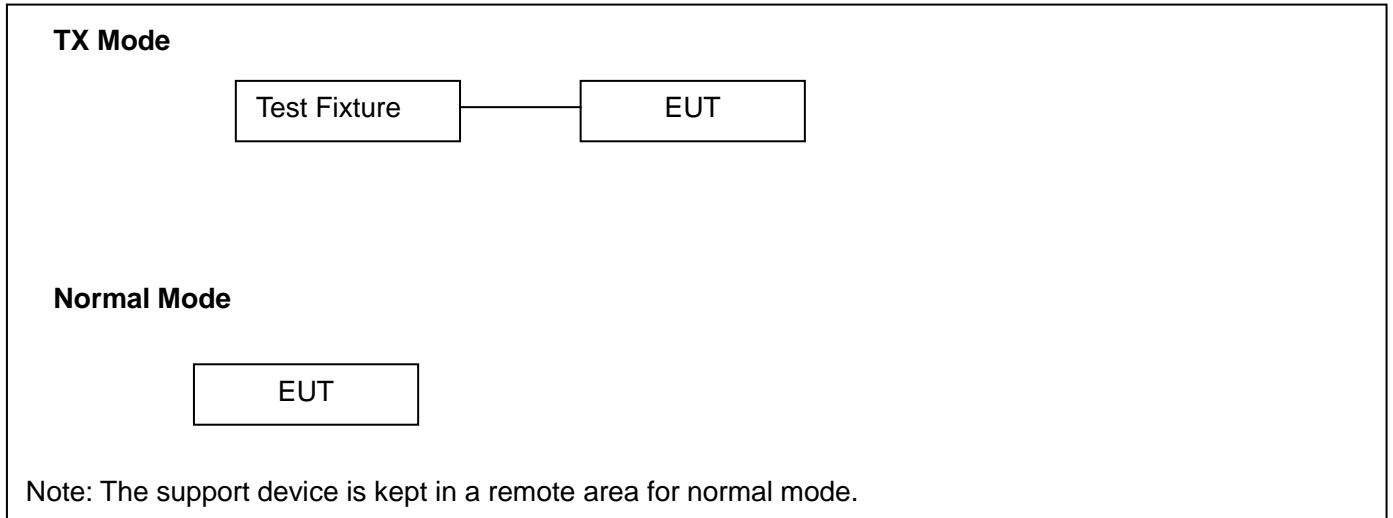 TX Mode
Test Fixture EUT
Normal Mode
EUT
Note: The support device is kept in a remote area for normal mode.